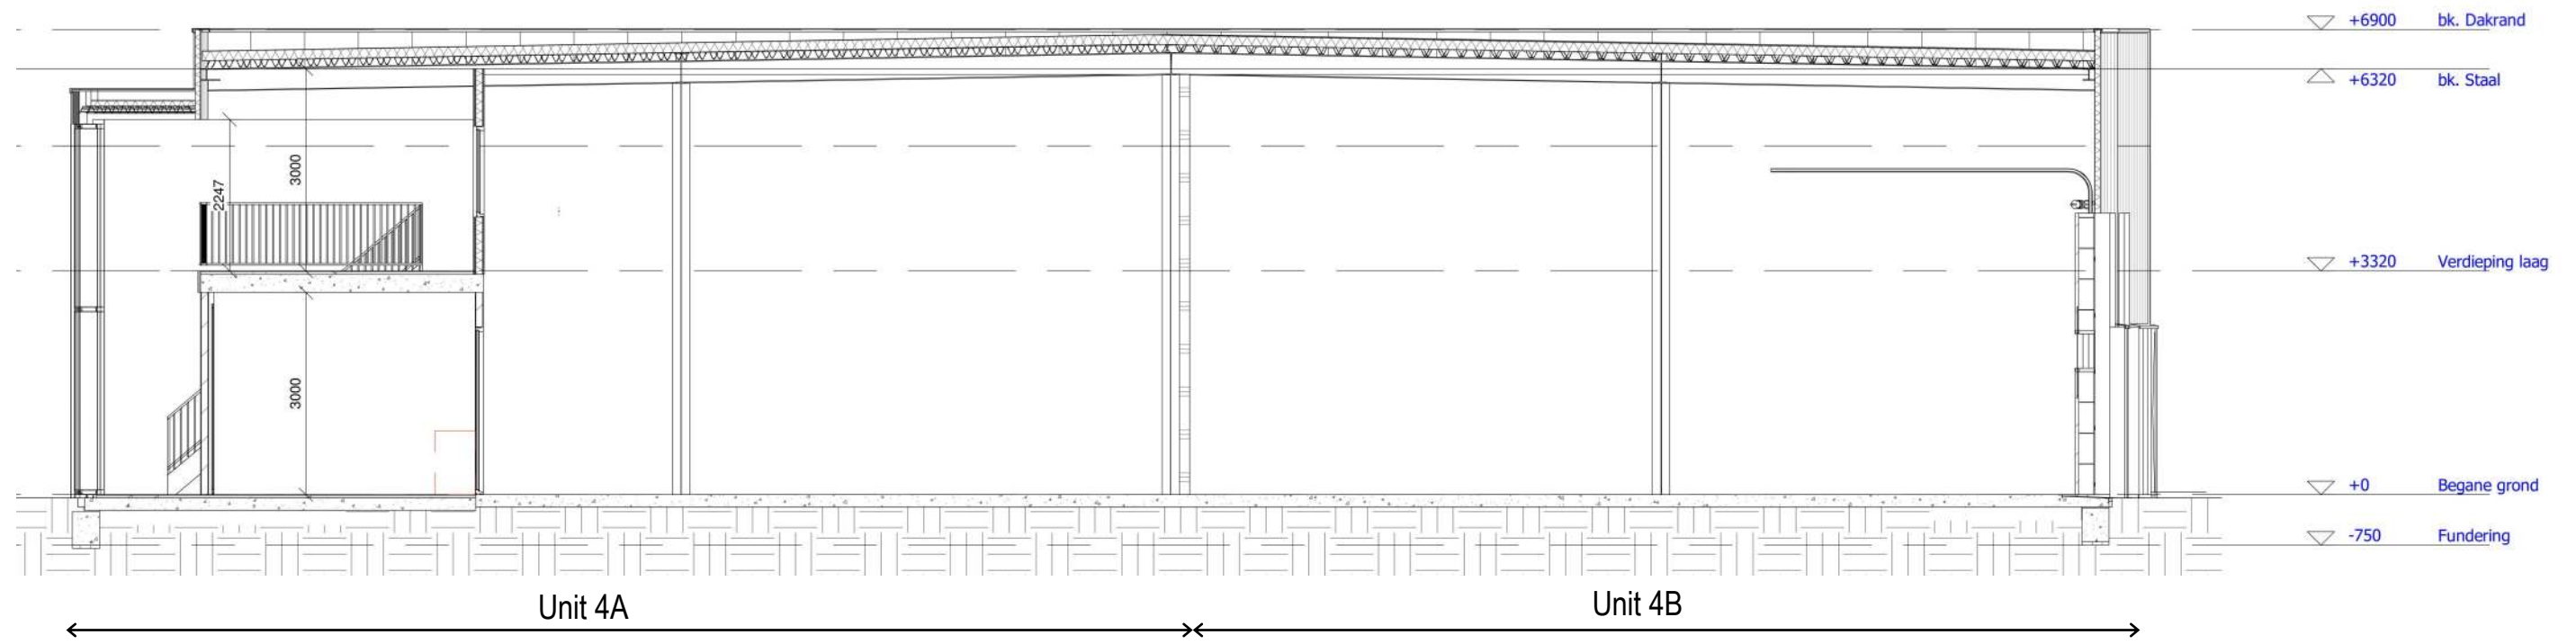 +6900 bk. Dakrand
+6320 bk. Staal
3000
2247
+3320 Verdieping laag
3000
+0 Begane grond
-750 Fundering
Unit 4A
Unit 4B